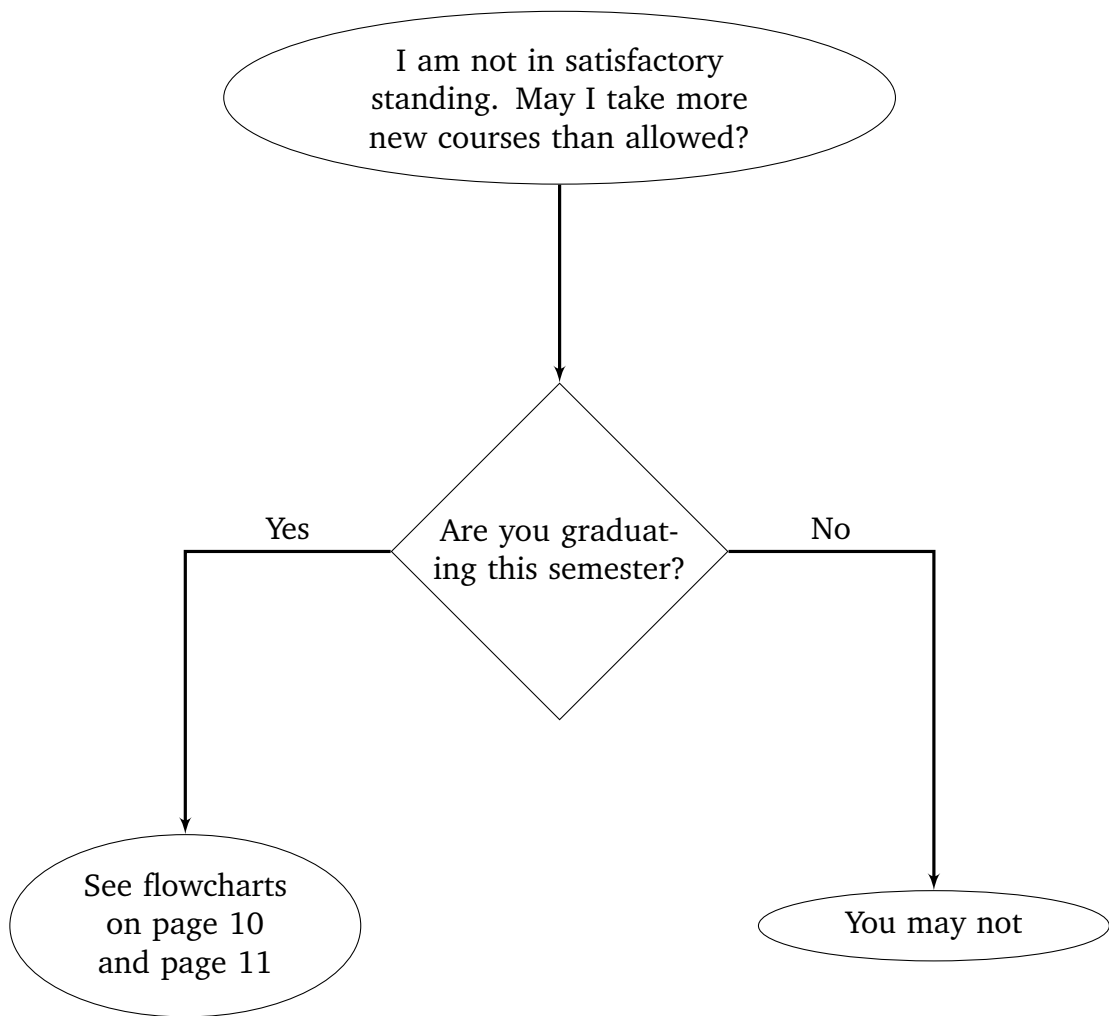 I am not in satisfactory
standing. May I take more
new courses than allowed?
Yes
Are you graduat-
ing this semester?
No
See flowcharts
on page 10
and page 11
You may not